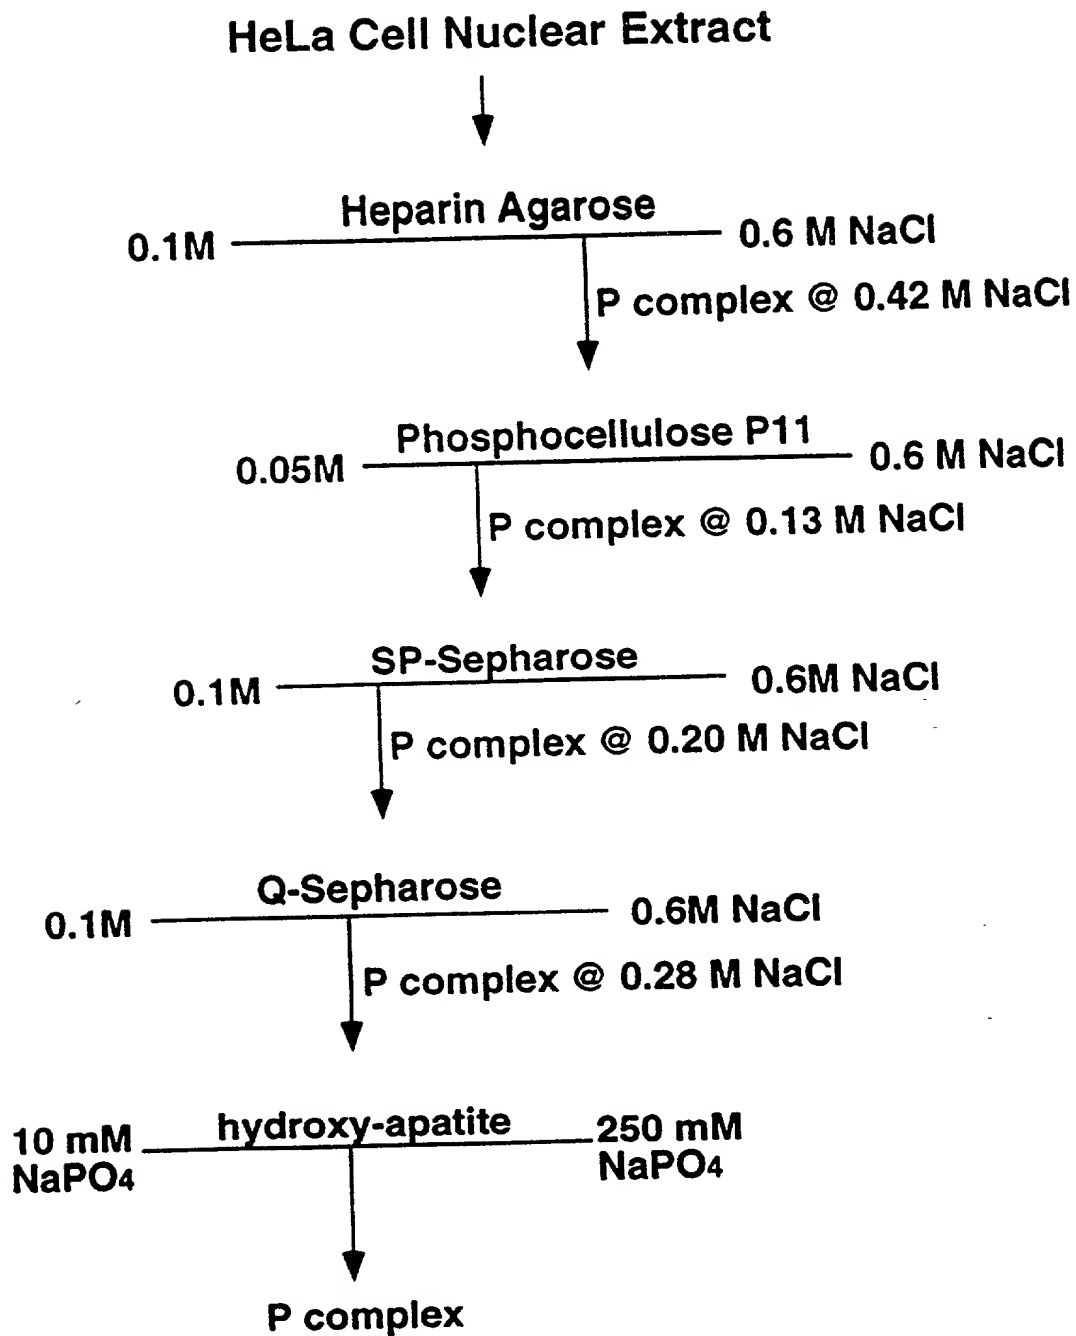 HeLa Cell Nuclear Extract
Heparin Agarose
0.1M
0.6 M NaCl
P complex @ 0.42 M NaCl
Phosphocellulose P11
0.05M
0.6 M NaCl
P complex @ 0.13 M NaCl
SP-Sepharose
0.1M
0.6M NaCl
P complex @ 0.20 M NaCl
Q-Sepharose
0.1M
0.6M NaCl
P complex @ 0.28 M NaCl
hydroxy-apatite
10 mM
NaPO4
250 mM
NaPO4
P complex